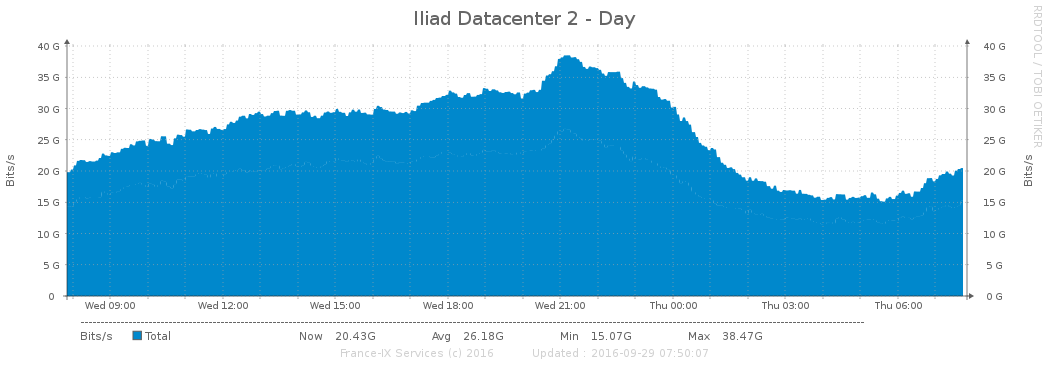 Iliad Datacenter 2 - Day
RRDTOOL / TOBI OETIKER
Bits/s
40 G
35 G
30 G
25 G
20 G
15 G
10 G
5 G
0
40 G
35 G
30 G
25 G
20 G
15 G
10 G
5 G
0 G
Bits/s
Wed 09:00 Wed 12:00 Wed 15:00 Wed 18:00 Wed 21:00 Thu 00:00 Thu 03:00 Thu 06:00
Bits/s Total Now 20.43G Avg 26.18G Min 15.07G Max 38.47G
France-IX Services (c) 2016 Updated : 2016-09-29 07:50:07